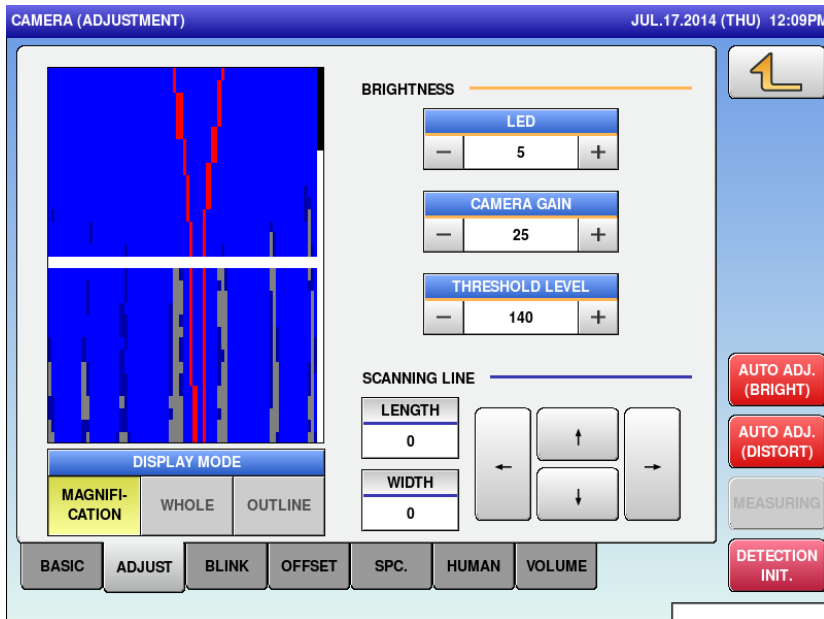 CAMERA (ADJUSTMENT)
JUL.17.2014 (THU) 12:09PM
BRIGHTNESS
LED
− 5 +
CAMERA GAIN
− 25 +
THRESHOLD LEVEL
− 140 +
SCANNING LINE
LENGTH
0
WIDTH
0
↑
← →
↓
DISPLAY MODE
MAGNIFI-
CATION
WHOLE
OUTLINE
AUTO ADJ.
(BRIGHT)
AUTO ADJ.
(DISTORT)
MEASURING
DETECTION
INIT.
BASIC
ADJUST
BLINK
OFFSET
SPC.
HUMAN
VOLUME